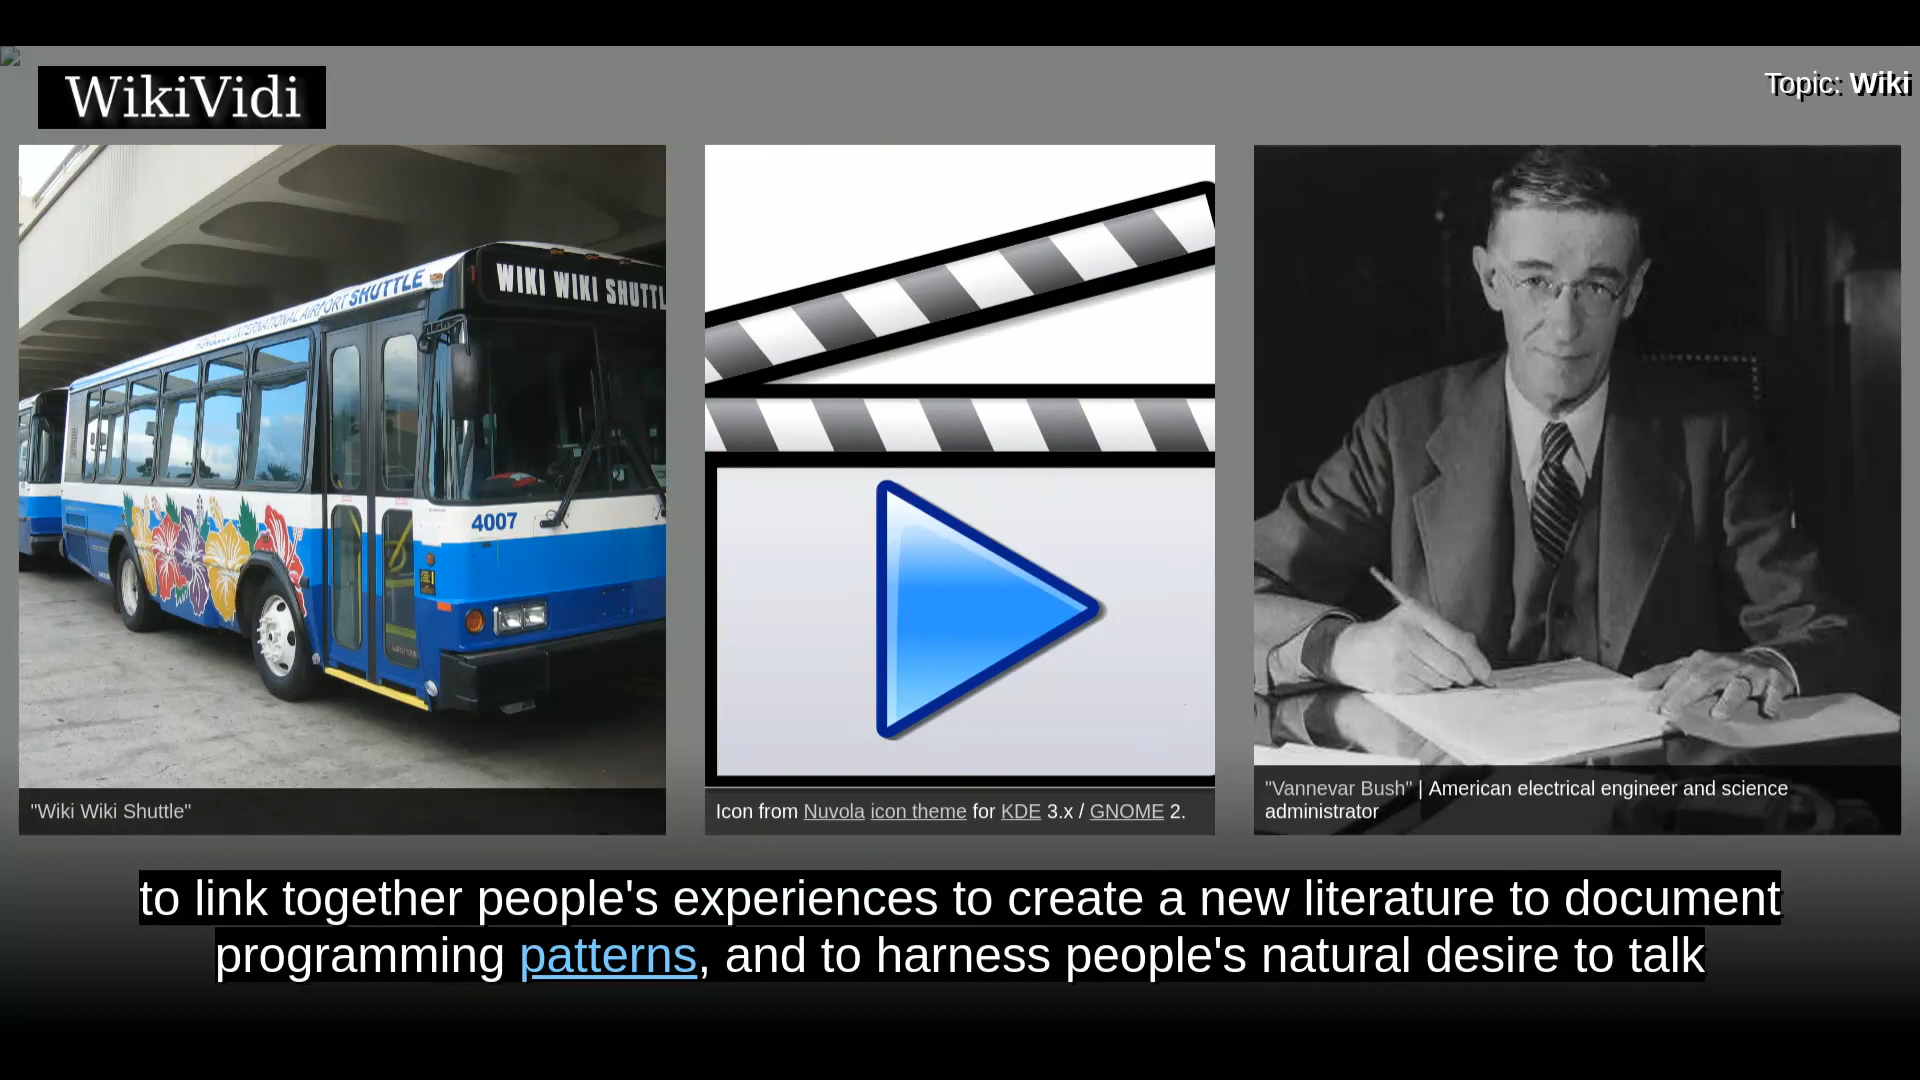 WikiVidi
Topic: Wiki
HONOLULU INTERNATIONAL AIRPORT SHUTTLE
WIKI WIKI SHUTTL
4007
"Wiki Wiki Shuttle"
Icon from Nuvola icon theme for KDE 3.x / GNOME 2.
"Vannevar Bush" | American electrical engineer and science
administrator
to link together people's experiences to create a new literature to document
programming patterns, and to harness people's natural desire to talk